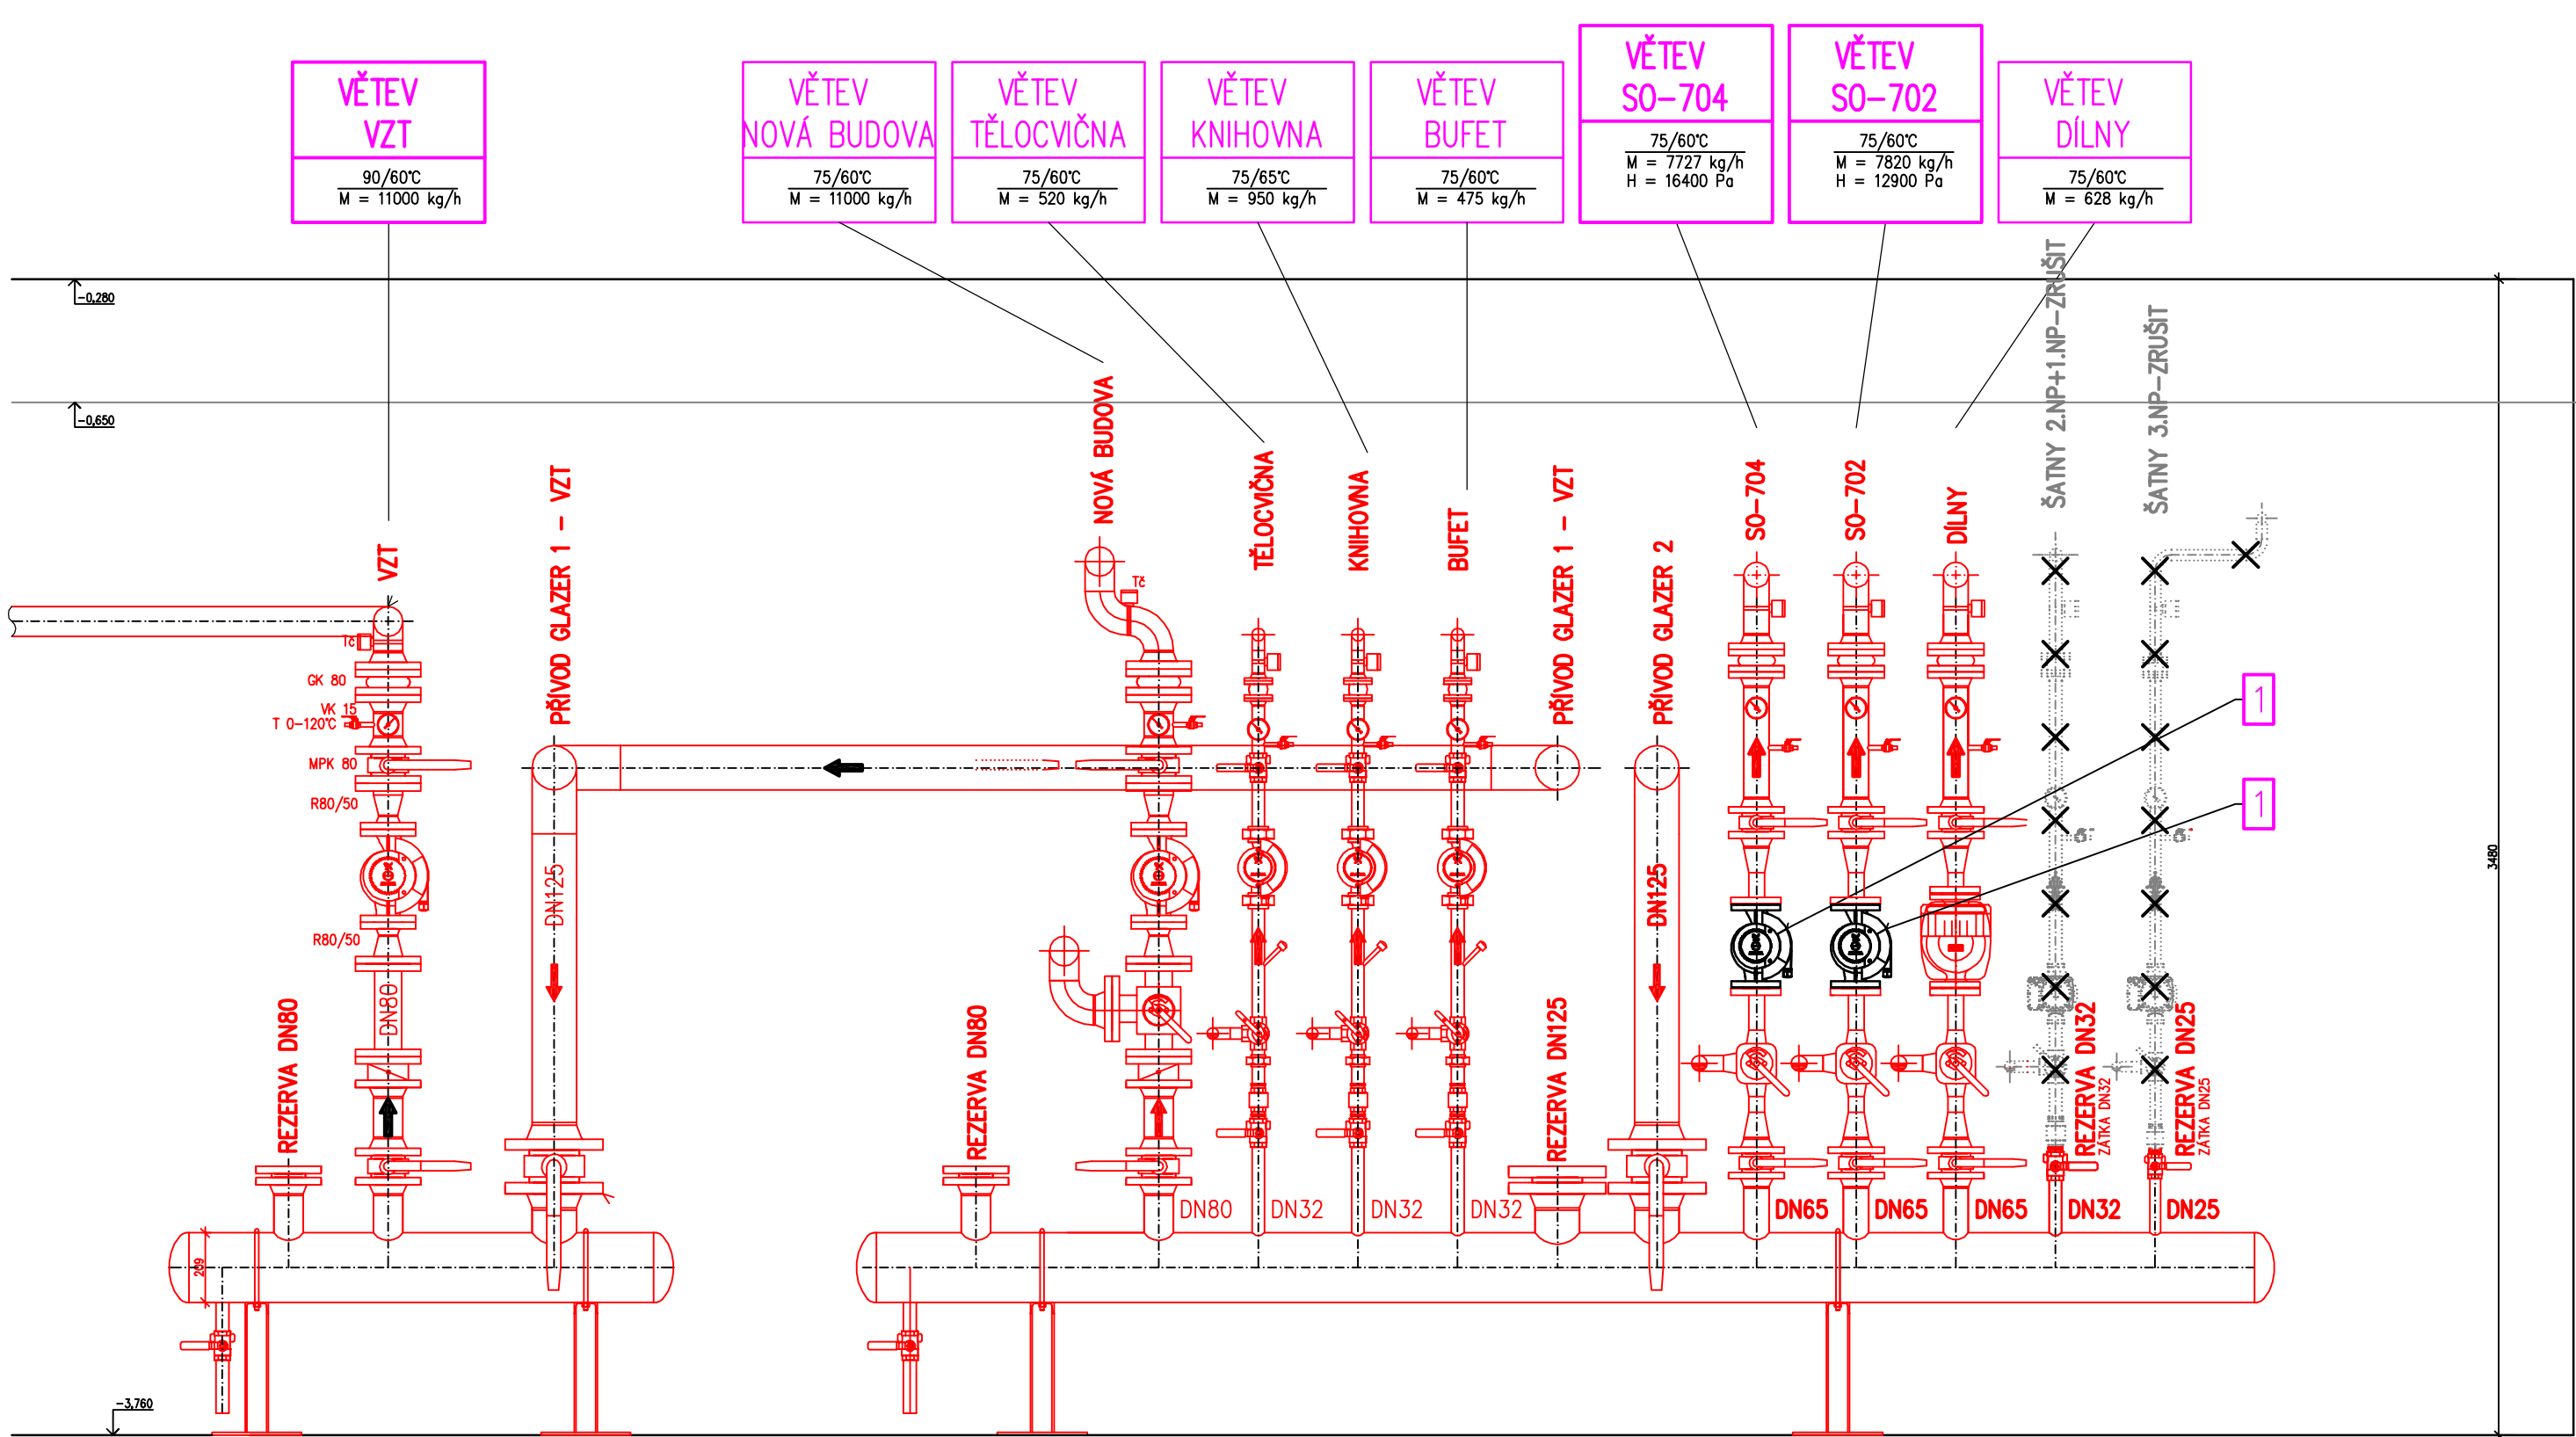 VĚTEV
VZT
90/60°C
M = 11000 kg/h
VĚTEV
NOVÁ BUDOVA
75/60°C
M = 11000 kg/h
VĚTEV
TĚLOCVIČNA
75/60°C
M = 520 kg/h
VĚTEV
KNIHOVNA
75/65°C
M = 950 kg/h
VĚTEV
BUFET
75/60°C
M = 475 kg/h
VĚTEV
SO-704
75/60°C
M = 7727 kg/h
H = 16400 Pa
VĚTEV
SO-702
75/60°C
M = 7820 kg/h
H = 12900 Pa
VĚTEV
DÍLNY
75/60°C
M = 628 kg/h
-0,280
-0,650
VZT
PŘÍVOD GLAZER 1 - VZT
NOVÁ BUDOVA
TĚLOCVIČNA
KNIHOVNA
BUFET
PŘÍVOD GLAZER 1 - VZT
PŘÍVOD GLAZER 2
SO-704
SO-702
DÍLNY
ŠATNY 2.NP+1.NP-ZRUŠIT
ŠATNY 3.NP-ZRUŠIT
Tč
Tč
GK 80
VK 15
T 0-120°C
MPK 80
R80/50
R80/50
DN80
DN125
DN125
1
1
3480
REZERVA DN80
REZERVA DN80
REZERVA DN125
REZERVA DN32
ZÁTKA DN32
REZERVA DN25
ZÁTKA DN25
DN80
DN32
DN32
DN32
DN65
DN65
DN65
DN32
DN25
209
-3,760